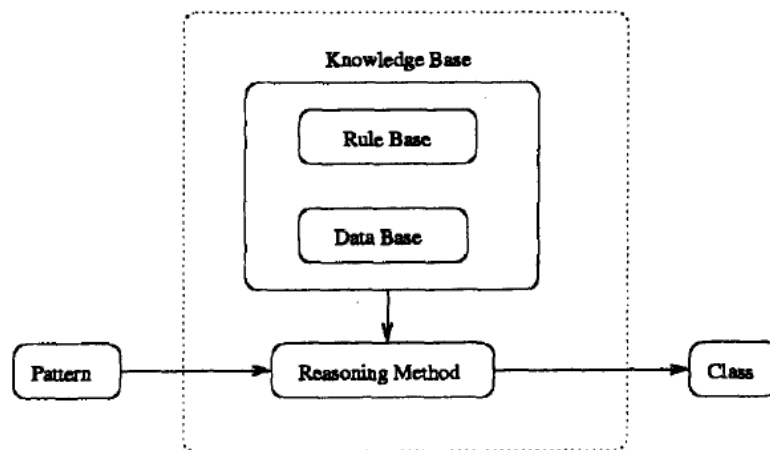 Knowledge Base
Rule Base
Data Base
Pattern
Reasoning Method
Class